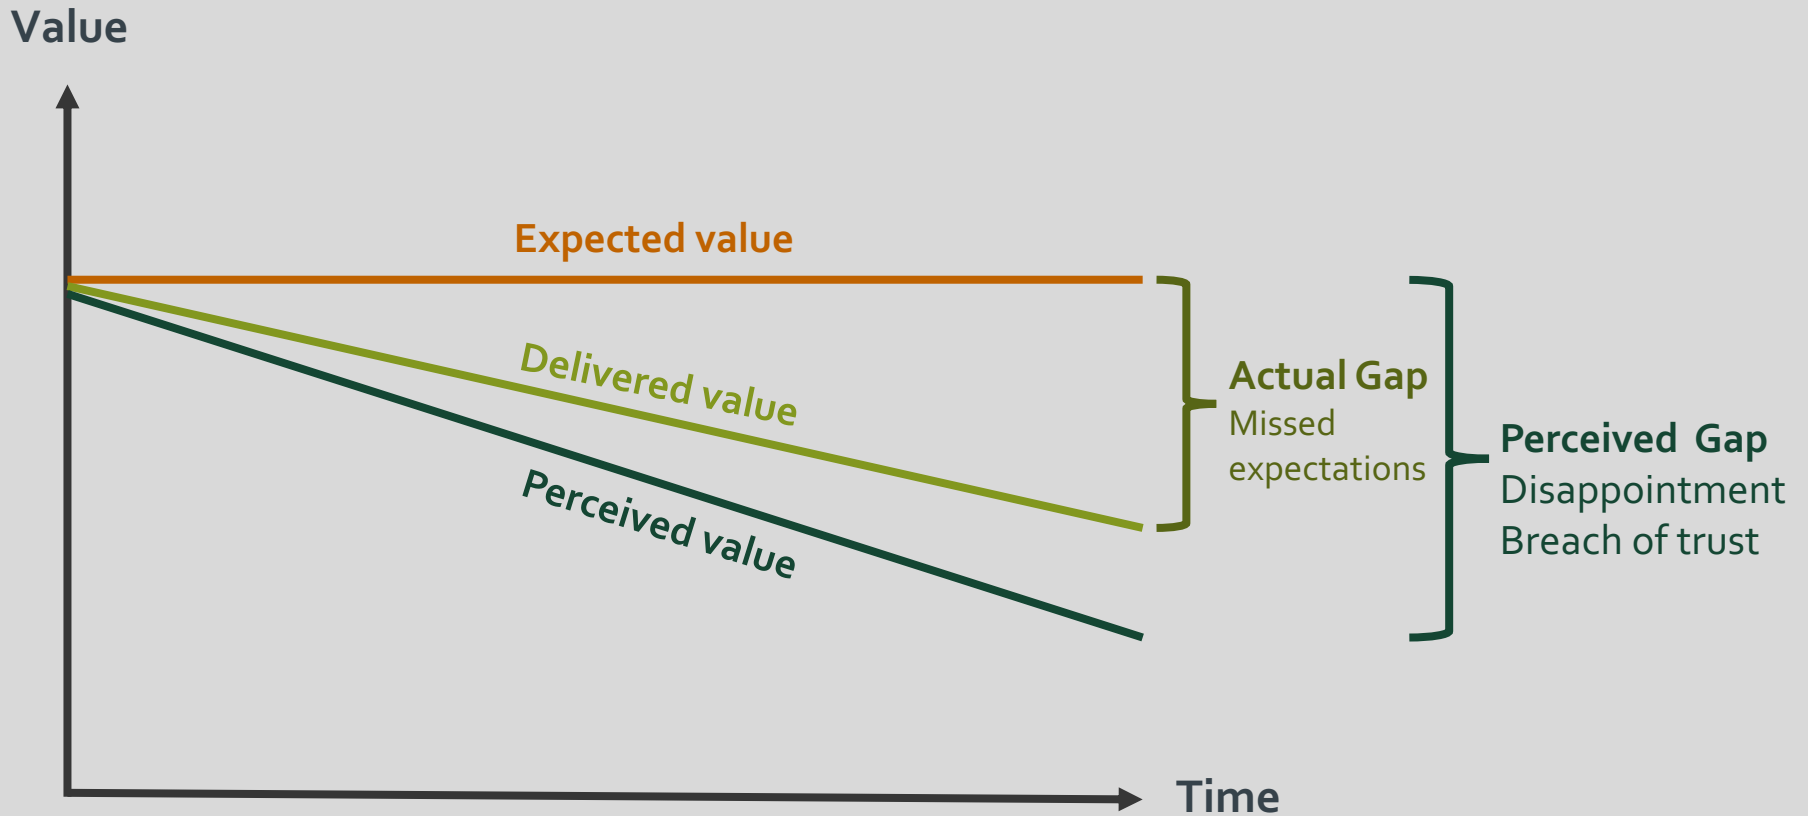 Value
Expected value
Delivered value
Perceived value
Actual Gap
Missed
expectations
Perceived  Gap
Disappointment
Breach of trust
Time